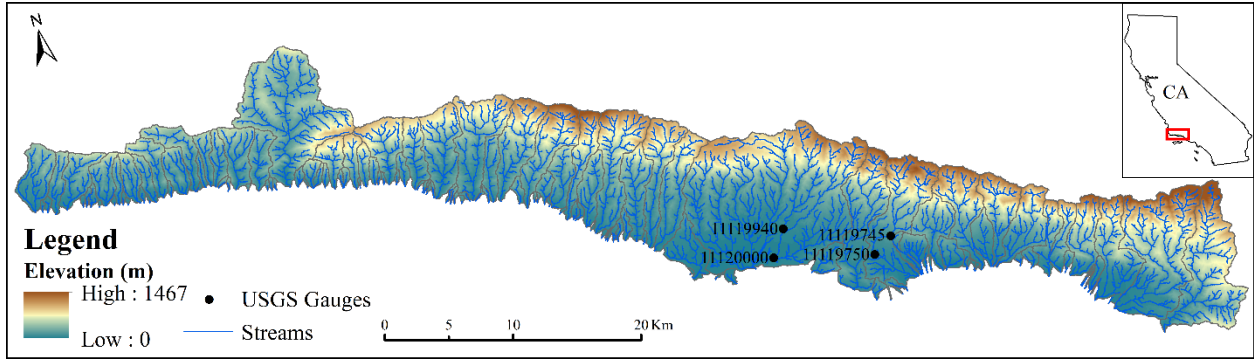 N
CA
11119940
11119745
11120000
11119750
Legend
Elevation (m)
High : 1467
Low : 0
USGS Gauges
Streams
0 5 10 20 Km